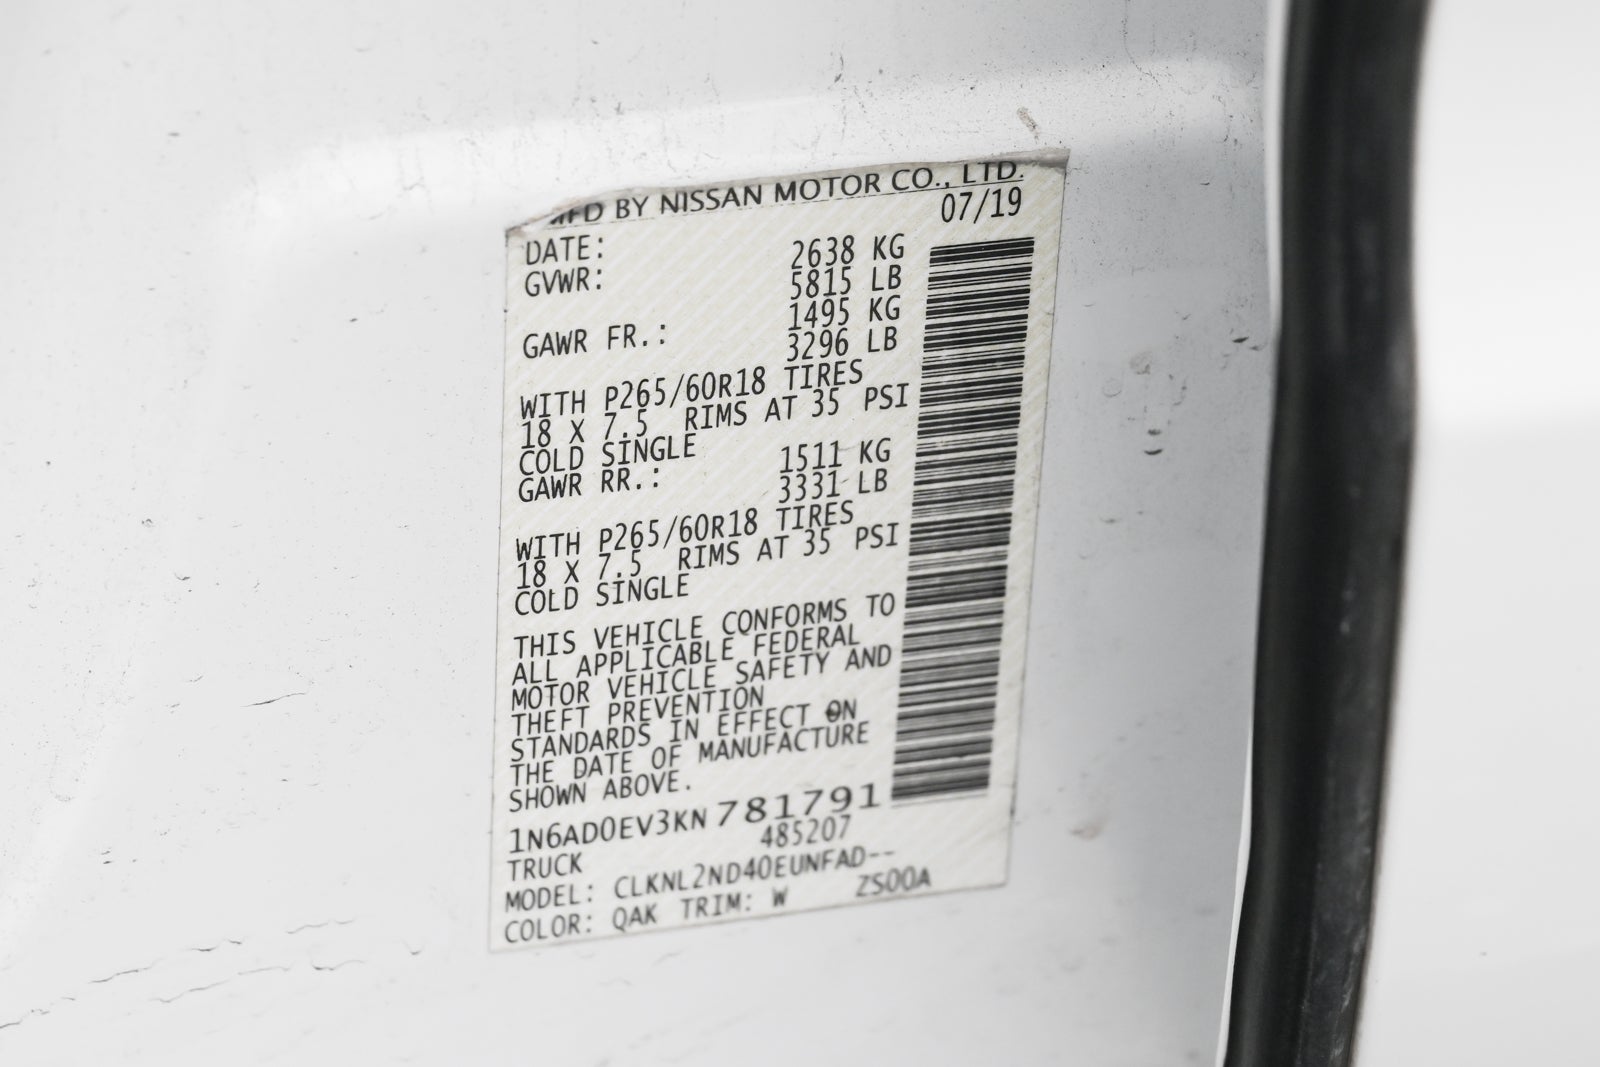 MFD BY NISSAN MOTOR CO., LTD.
DATE: 07/19
GVWR: 2638 KG
5815 LB
GAWR FR.: 1495 KG
3296 LB
WITH P265/60R18 TIRES
18 X 7.5 RIMS AT 35 PSI
COLD SINGLE
GAWR RR.: 1511 KG
3331 LB
WITH P265/60R18 TIRES
18 X 7.5 RIMS AT 35 PSI
COLD SINGLE
THIS VEHICLE CONFORMS TO
ALL APPLICABLE FEDERAL
MOTOR VEHICLE SAFETY AND
THEFT PREVENTION
STANDARDS IN EFFECT ON
THE DATE OF MANUFACTURE
SHOWN ABOVE.
1N6AD0EV3KN781791
TRUCK 485207
MODEL: CLKNL2ND40EUNFAD--
COLOR: QAK TRIM: W ZS00A